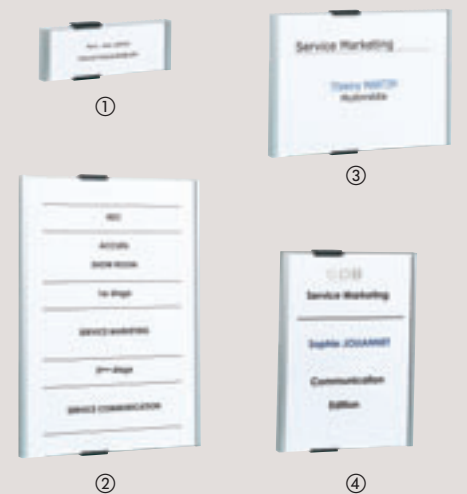 ①
Service Marketing
Thierry MARTIN
Multimédia
③
RDC
Accueil
SHOW ROOM
1er étage
SERVICE MARKETING
2ème étage
SERVICE COMMUNICATION
②
Service Marketing
Sophie JOUANNET
Communication
Edition
④